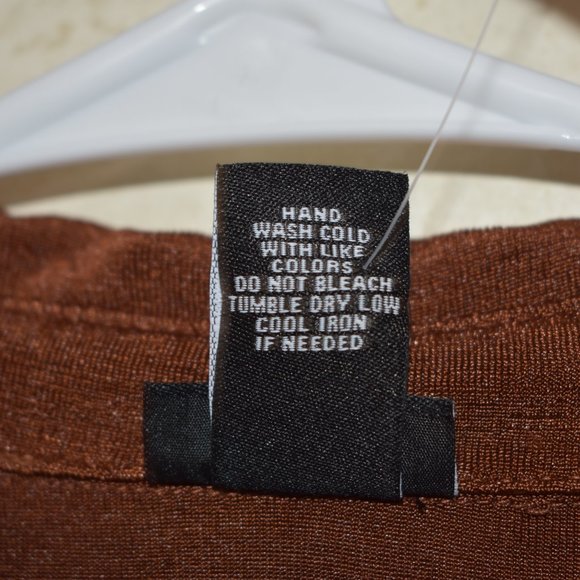 HAND
WASH COLD
WITH LIKE
COLORS
DO NOT BLEACH
TUMBLE DRY LOW
COOL IRON
IF NEEDED